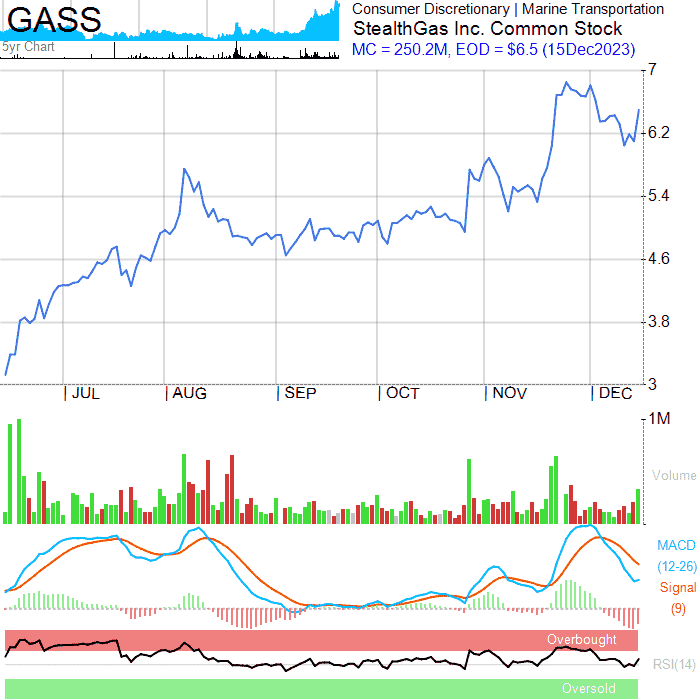 GASS
5yr Chart
Consumer Discretionary | Marine Transportation
StealthGas Inc. Common Stock
MC = 250.2M, EOD = $6.5 (15Dec2023)
7
6.2
5.4
4.6
3.8
3
JUL
AUG
SEP
OCT
NOV
DEC
1M
Volume
MACD
(12-26)
Signal
(9)
Overbought
RSI(14)
Oversold